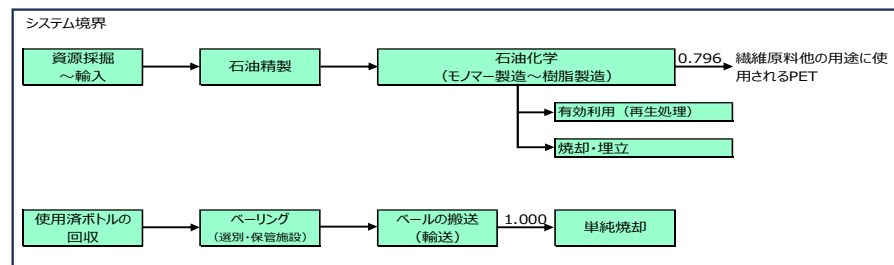 システム境界
資源採掘
～輸入
石油精製
石油化学
（モノマー製造～樹脂製造）
0.796
繊維原料他の用途に使
用されるPET
有効利用（再生処理）
焼却・埋立
使用済ボトルの
回収
ベーリング
（選別・保管施設）
ベールの搬送
（輸送）
1.000
単純焼却